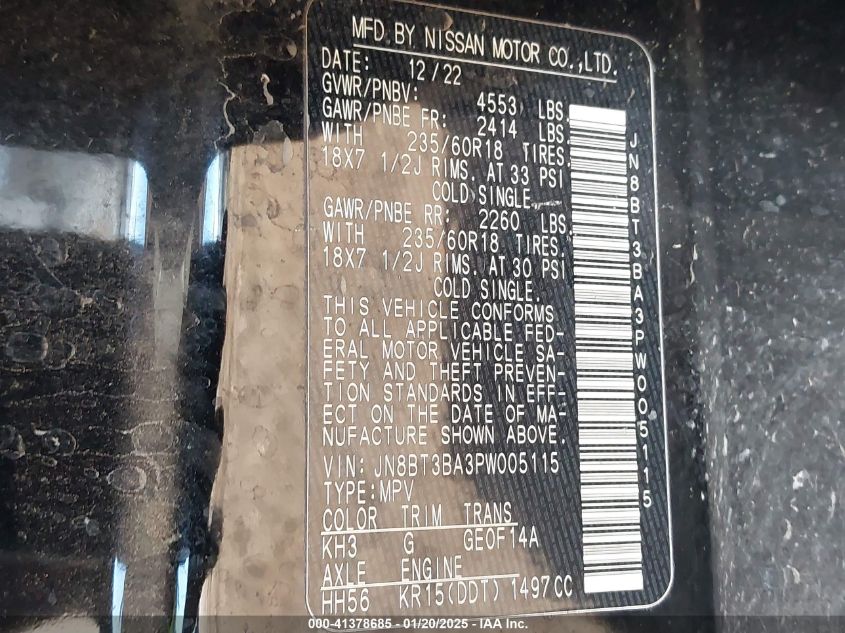 MFD.BY NISSAN MOTOR CO.,LTD.
DATE: 12/22
GVWR/PNBV: 4553 LBS.
GAWR/PNBE FR: 2414 LBS.
WITH 235/60R18 TIRES.
18X7 1/2J RIMS. AT 33 PSI
COLD SINGLE.
GAWR/PNBE RR: 2260 LBS.
WITH 235/60R18 TIRES.
18X7 1/2J RIMS. AT 30 PSI
COLD SINGLE.
THIS VEHICLE CONFORMS
TO ALL APPLICABLE FED-
ERAL MOTOR VEHICLE SA-
FETY AND THEFT PREVEN-
TION STANDARDS IN EFF-
ECT ON THE DATE OF MA-
NUFACTURE SHOWN ABOVE.
VIN: JN8BT3BA3PW005115
TYPE:MPV
COLOR TRIM TRANS
KH3 G GE0F14A
AXLE ENGINE
HH56 KR15(DDT) 1497CC
JN8BT3BA3PW005115
000-41378685 - 01/20/2025 - IAA Inc.